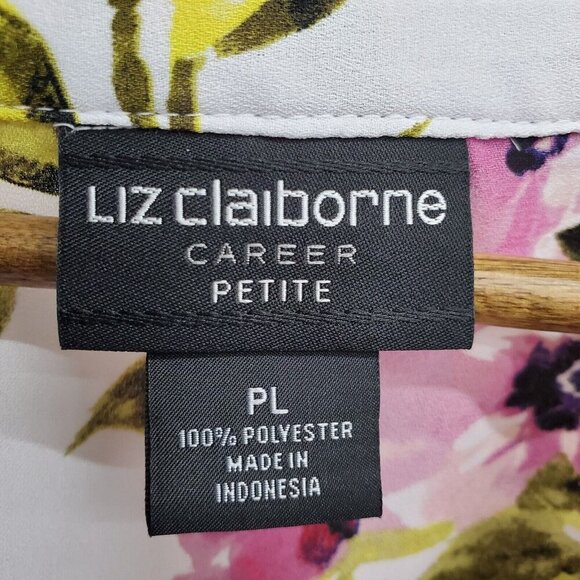 Liz claiborne
CAREER
PETITE
PL
100% POLYESTER
MADE IN
INDONESIA